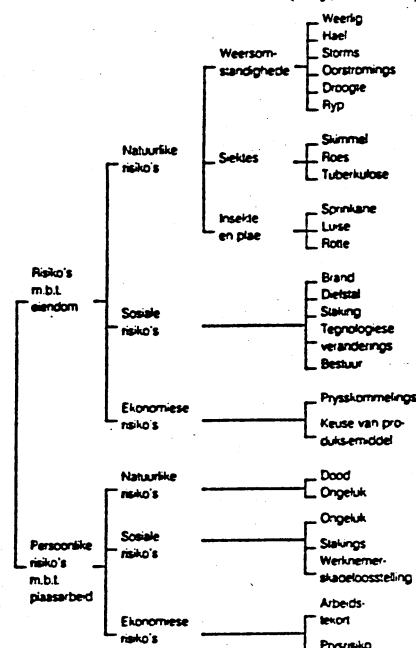 Risiko's
m.b.t.
eiendom
Natuurlike
risiko's
Weersom-
standighede
Weerlig
Hael
Storms
Oorstromings
Droogte
Ryp
Siektes
Skimmel
Roes
Tuberkulose
Insekte
en plae
Sprinkane
Luise
Rotte
Sosiale
risiko's
Brand
Diefstal
Staking
Tegnologiese
veranderings
Bestuur
Ekonomiese
risiko's
Prysskommelings
Keuse van pro-
duksiemiddel
Persoonlike
risiko's
m.b.t.
plaasarbeid
Natuurlike
risiko's
Dood
Ongeluk
Sosiale
risiko's
Ongeluk
Stakings
Werknemer-
skadeloosstelling
Ekonomiese
risiko's
Arbeids-
tekort
Prysrisiko